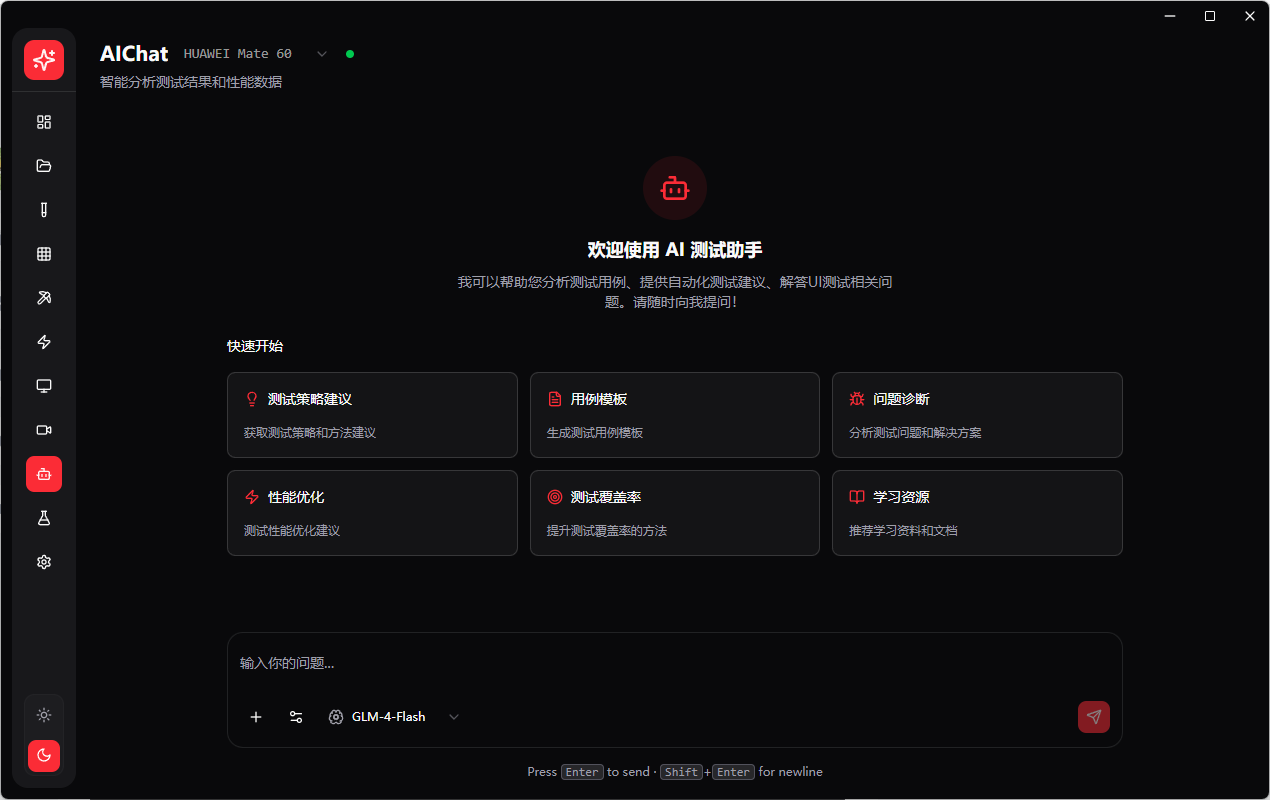 AIChat HUAWEI Mate 60
智能分析测试结果和性能数据
欢迎使用 AI 测试助手
我可以帮助您分析测试用例、提供自动化测试建议、解答UI测试相关问
题。请随时向我提问！
快速开始
测试策略建议
获取测试策略和方法建议
用例模板
生成测试用例模板
问题诊断
分析测试问题和解决方案
性能优化
测试性能优化建议
测试覆盖率
提升测试覆盖率的方法
学习资源
推荐学习资料和文档
输入你的问题...
GLM-4-Flash
Press Enter to send · Shift+Enter for newline